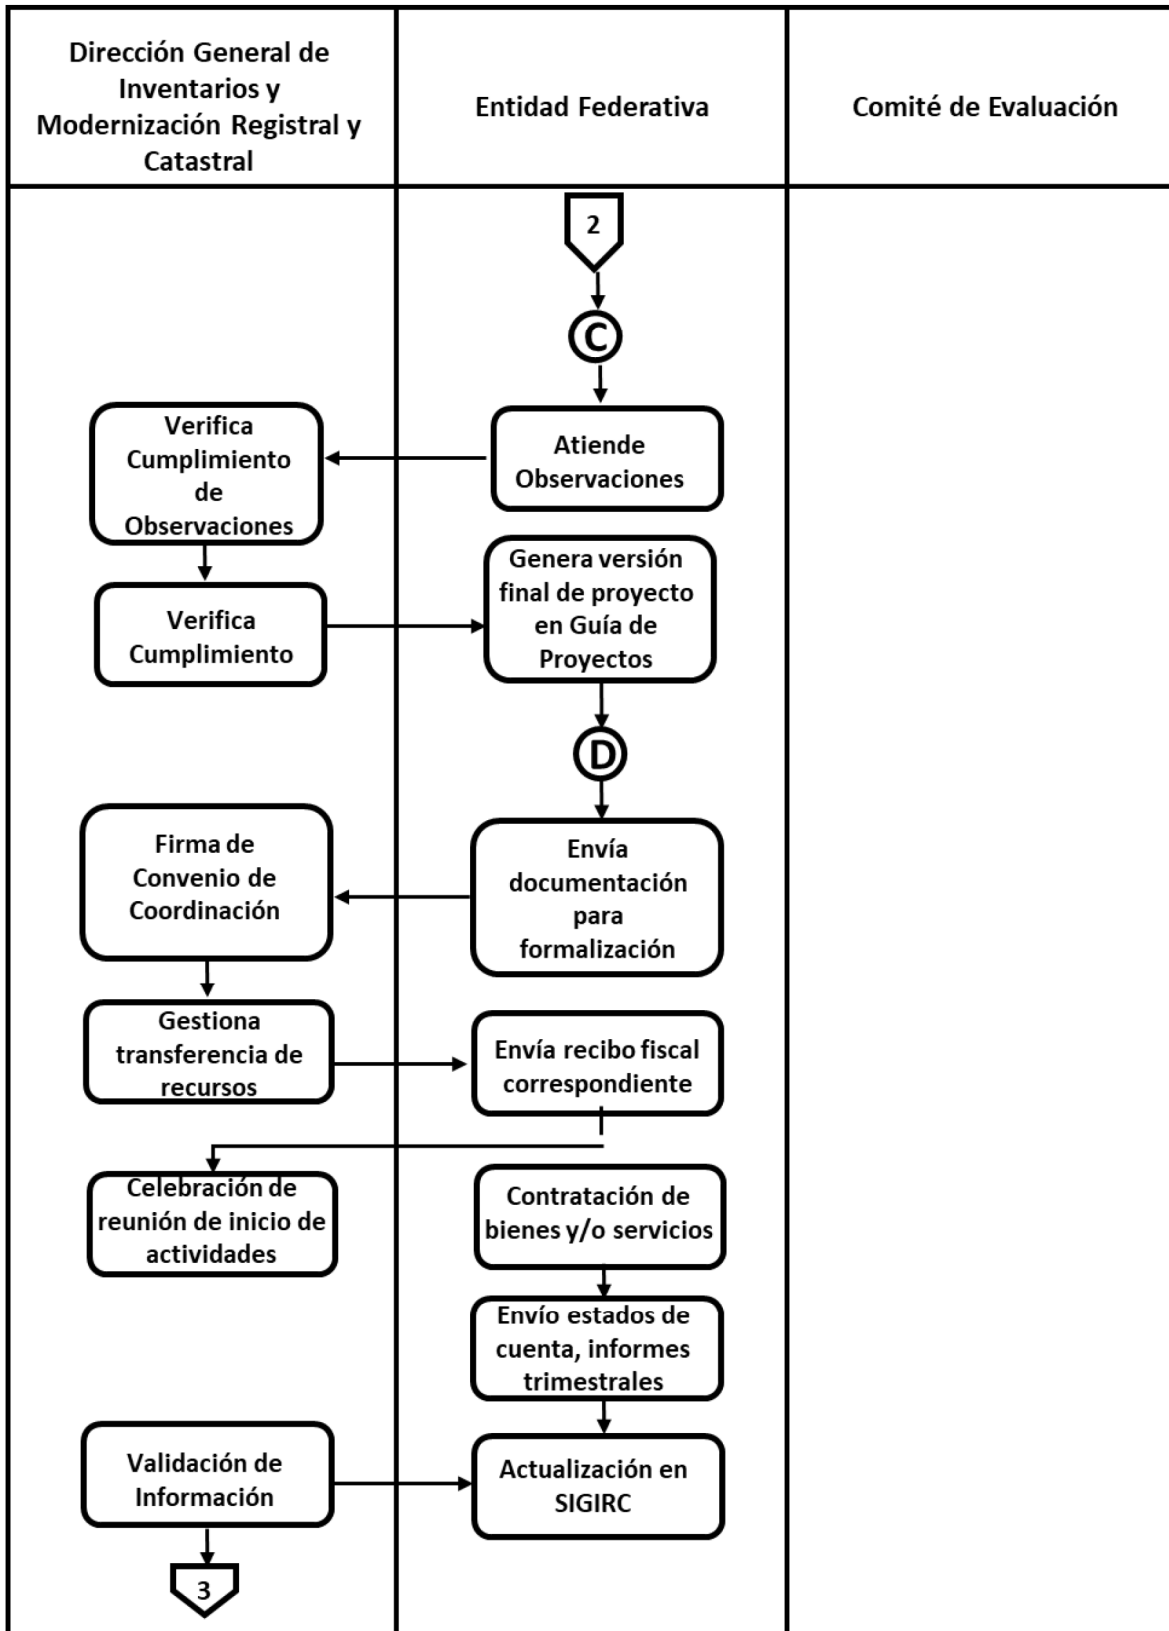 Dirección General de
Inventarios y
Modernización Registral y
Catastral
Entidad Federativa
Comité de Evaluación
2
C
Atiende
Observaciones
Verifica
Cumplimiento
de
Observaciones
Verifica
Cumplimiento
Genera versión
final de proyecto
en Guía de
Proyectos
D
Envía
documentación
para
formalización
Firma de
Convenio de
Coordinación
Gestiona
transferencia de
recursos
Envía recibo fiscal
correspondiente
Celebración de
reunión de inicio de
actividades
Contratación de
bienes y/o servicios
Envío estados de
cuenta, informes
trimestrales
Validación de
Información
Actualización en
SIGIRC
3